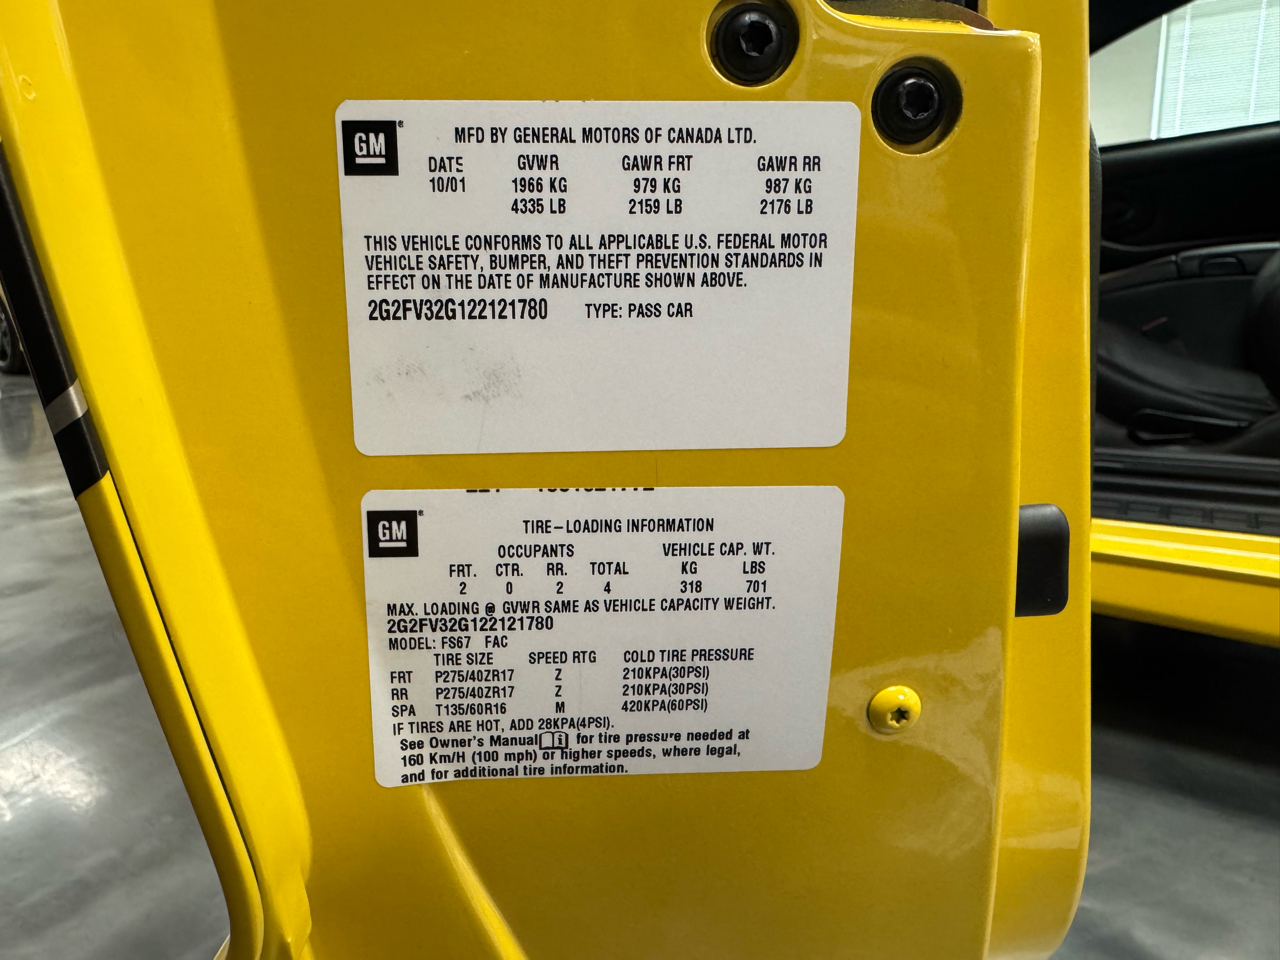 GM
MFD BY GENERAL MOTORS OF CANADA LTD.
DATE GVWR GAWR FRT GAWR RR
10/01 1966 KG 979 KG 987 KG
4335 LB 2159 LB 2176 LB
THIS VEHICLE CONFORMS TO ALL APPLICABLE U.S. FEDERAL MOTOR
VEHICLE SAFETY, BUMPER, AND THEFT PREVENTION STANDARDS IN
EFFECT ON THE DATE OF MANUFACTURE SHOWN ABOVE.
2G2FV32G122121780 TYPE: PASS CAR
GM
TIRE-LOADING INFORMATION
OCCUPANTS VEHICLE CAP. WT.
FRT. CTR. RR. TOTAL KG LBS
2 0 2 4 318 701
MAX. LOADING @ GVWR SAME AS VEHICLE CAPACITY WEIGHT.
2G2FV32G122121780
MODEL: FS67 FAC
TIRE SIZE SPEED RTG COLD TIRE PRESSURE
FRT P275/40ZR17 Z 210KPA(30PSI)
RR P275/40ZR17 Z 210KPA(30PSI)
SPA T135/60R16 M 420KPA(60PSI)
IF TIRES ARE HOT, ADD 28KPA(4PSI).
See Owner's Manual for tire pressure needed at
160 Km/H (100 mph) or higher speeds, where legal,
and for additional tire information.